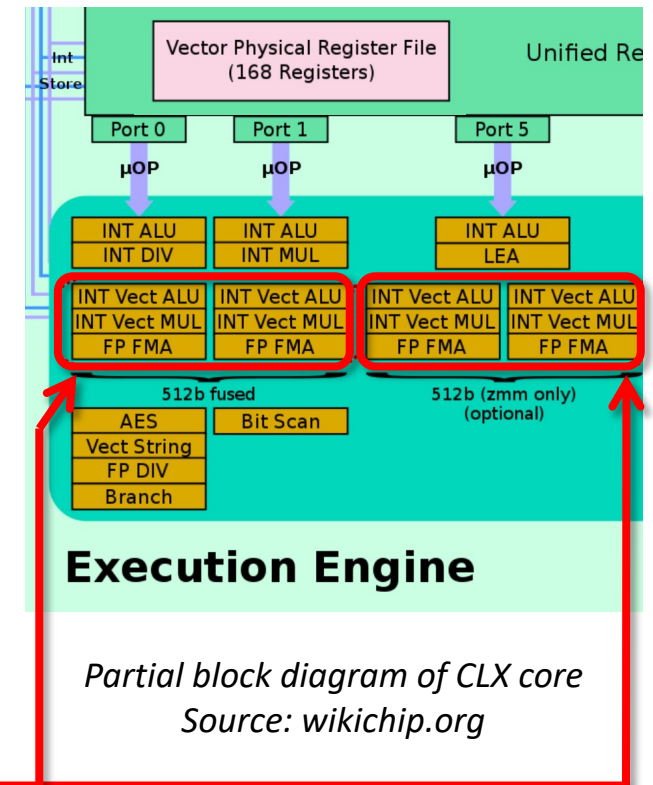 Int
Store
Vector Physical Register File
(168 Registers)
Unified Re
Port 0
Port 1
Port 5
μOP
μOP
μOP
INT ALU
INT DIV
INT ALU
INT MUL
INT ALU
LEA
INT Vect ALU
INT Vect MUL
FP FMA
INT Vect ALU
INT Vect MUL
FP FMA
INT Vect ALU
INT Vect MUL
FP FMA
INT Vect ALU
INT Vect MUL
FP FMA
512b fused
512b (zmm only)
(optional)
AES
Vect String
FP DIV
Branch
Bit Scan
Execution Engine
Partial block diagram of CLX core
Source: wikichip.org